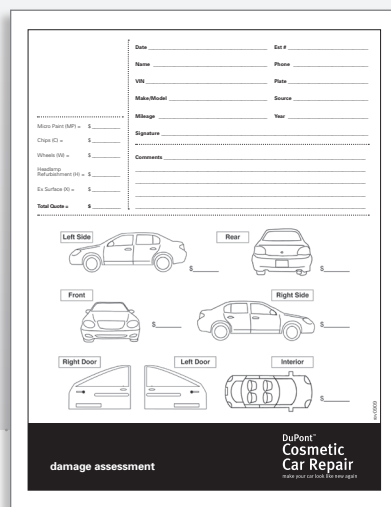 Date
Est #
Name
Phone
VIN
Plate
Make/Model
Source
Mileage
Year
Signature
Comments
Micro Paint (MP) = $
Chips (C) = $
Wheels (W) = $
Headlamp
Refurbishment (H) = $
Ex Surface (X) = $
Total Quote = $
Left Side
$
Rear
$
Front
$
Right Side
$
Right Door
Left Door
Interior
$
damage assessment
DuPont™
Cosmetic
Car Repair
make your car look like new again